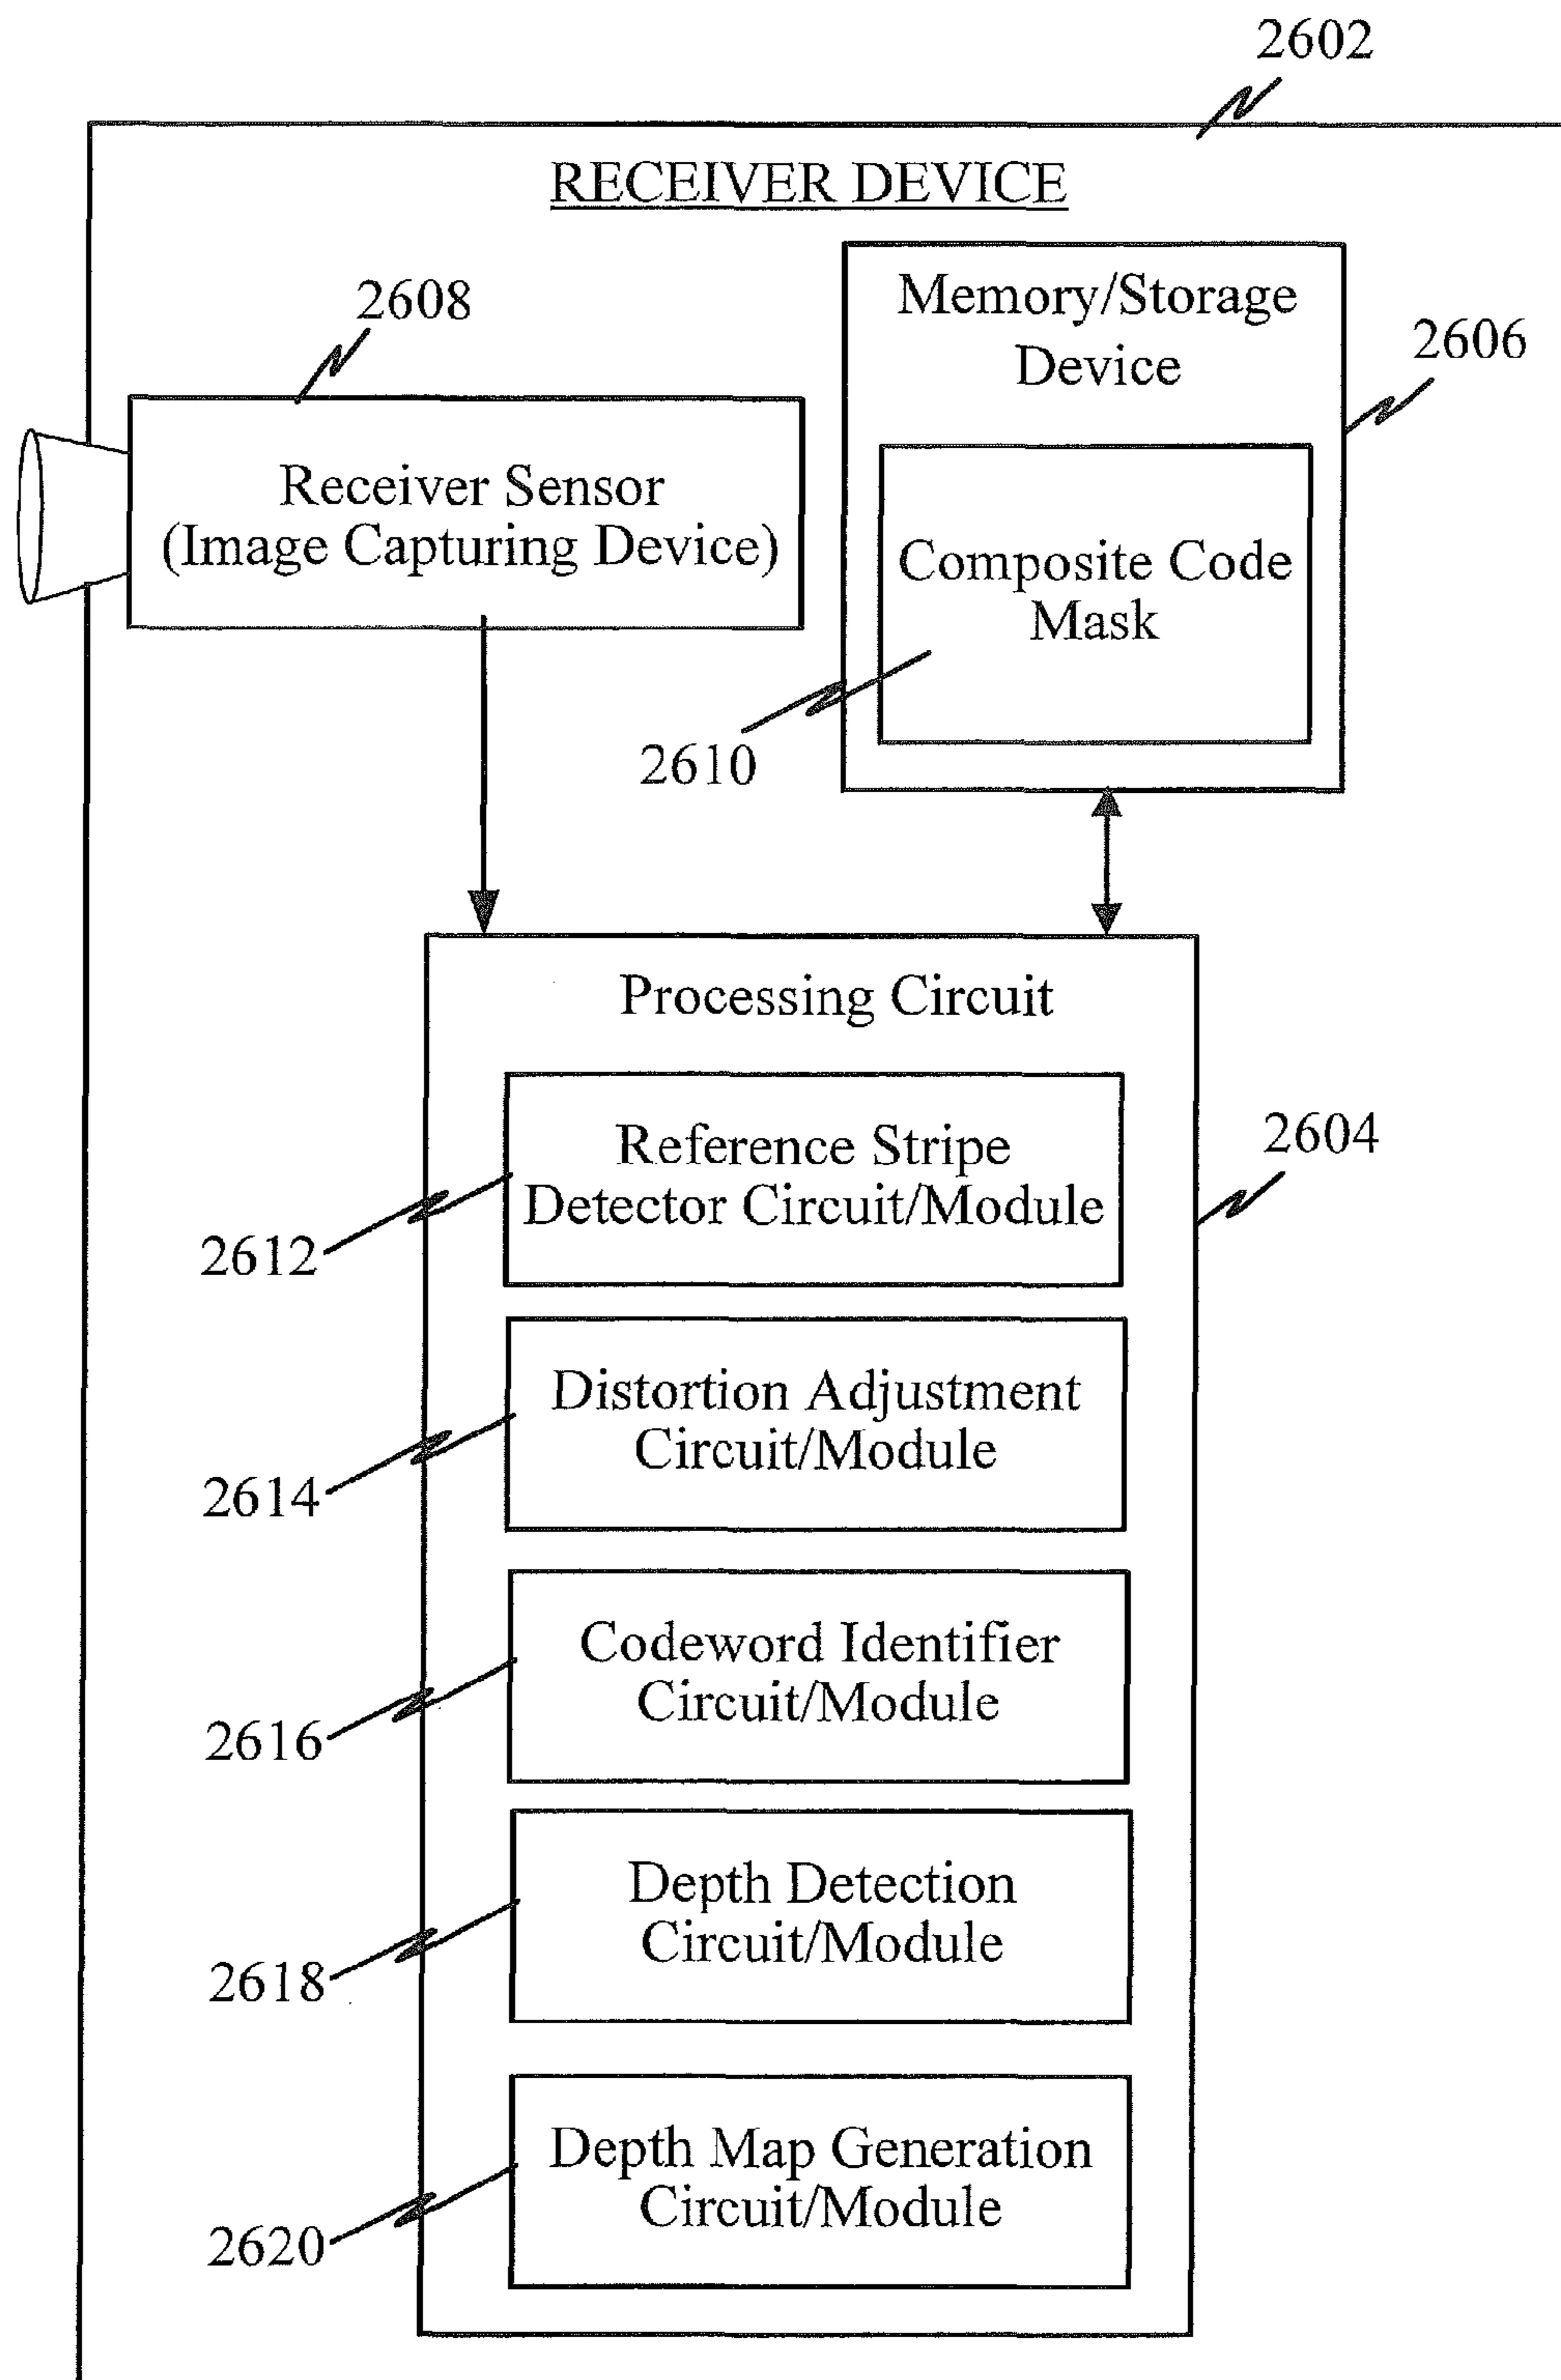 2602
RECEIVER DEVICE
2608
Memory/Storage
Device
2606
Receiver Sensor
(Image Capturing Device)
Composite Code
Mask
2610
Processing Circuit
Reference Stripe
Detector Circuit/Module
2604
2612
Distortion Adjustment
Circuit/Module
2614
Codeword Identifier
Circuit/Module
2616
Depth Detection
Circuit/Module
2618
Depth Map Generation
Circuit/Module
2620